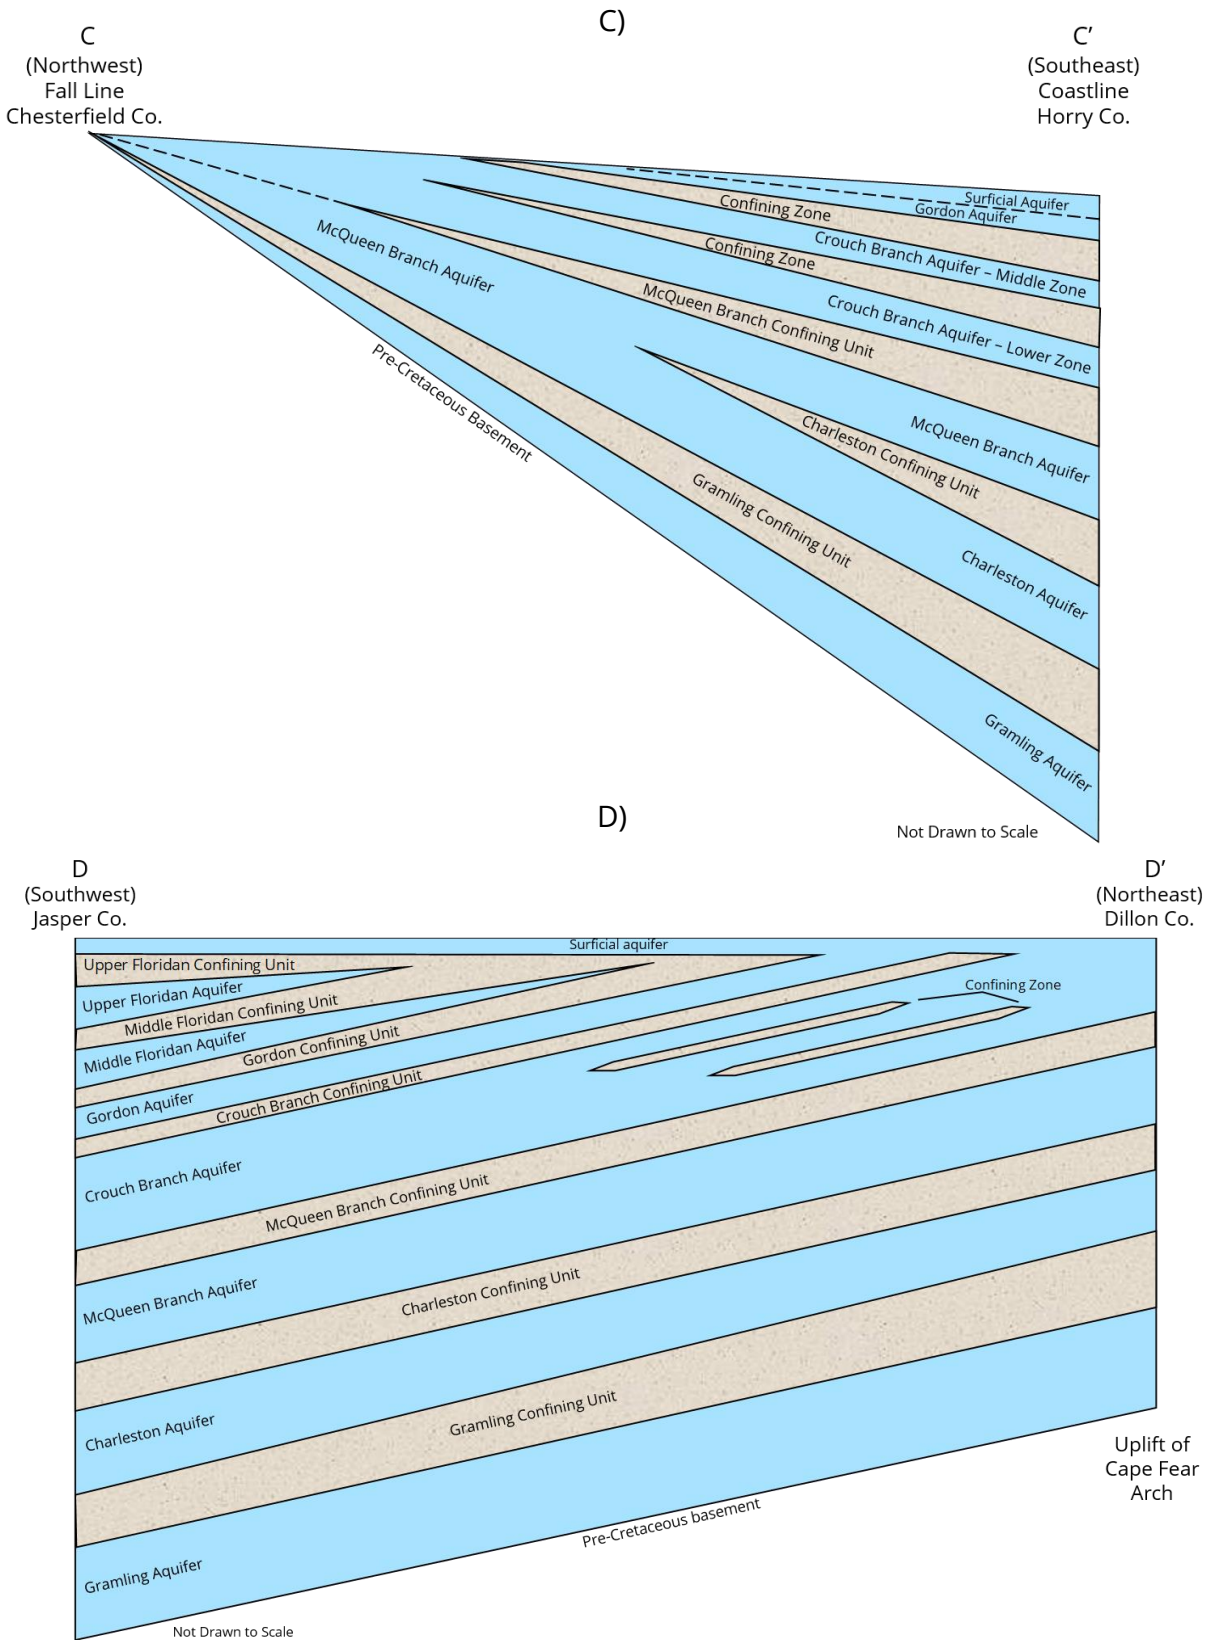 C)
C
(Northwest)
Fall Line
Chesterfield Co.
C’
(Southeast)
Coastline
Horry Co.
Surficial Aquifer
Gordon Aquifer
Confining Zone
Crouch Branch Aquifer – Middle Zone
Confining Zone
Crouch Branch Aquifer – Lower Zone
McQueen Branch Aquifer
McQueen Branch Confining Unit
Pre-Cretaceous Basement
McQueen Branch Aquifer
Charleston Confining Unit
Gramling Confining Unit
Charleston Aquifer
Gramling Aquifer
Not Drawn to Scale
D)
D
(Southwest)
Jasper Co.
D’
(Northeast)
Dillon Co.
Surficial aquifer
Upper Floridan Confining Unit
Upper Floridan Aquifer
Middle Floridan Confining Unit
Middle Floridan Aquifer
Gordon Confining Unit
Confining Zone
Gordon Aquifer
Crouch Branch Confining Unit
Crouch Branch Aquifer
McQueen Branch Confining Unit
McQueen Branch Aquifer
Charleston Confining Unit
Charleston Aquifer
Gramling Confining Unit
Uplift of
Cape Fear
Arch
Pre-Cretaceous basement
Gramling Aquifer
Not Drawn to Scale